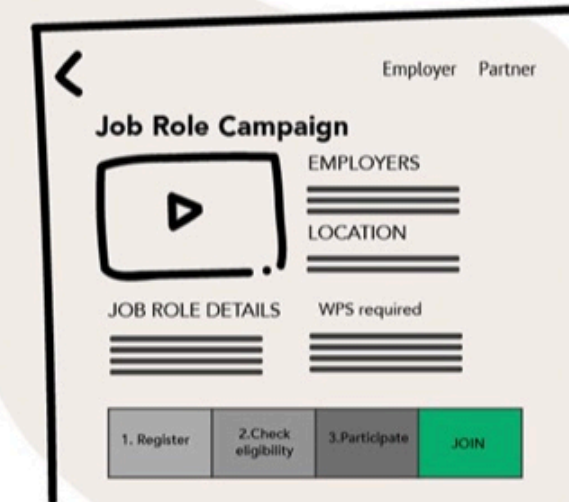 Employer Partner
Job Role Campaign
EMPLOYERS
LOCATION
JOB ROLE DETAILS
WPS required
1. Register
2.Check
eligibility
3.Participate
JOIN